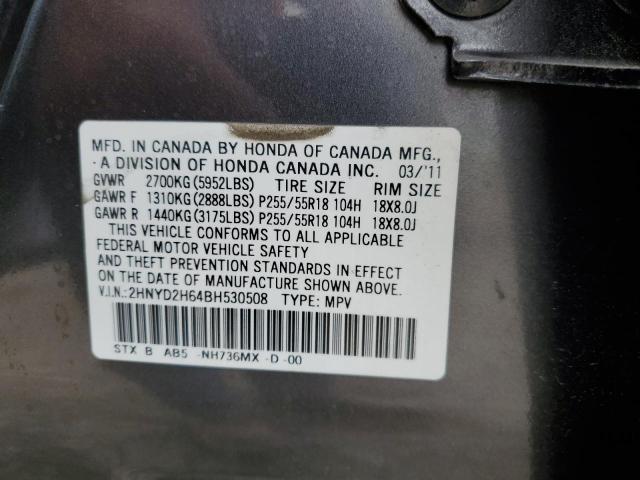 MFD. IN CANADA BY HONDA OF CANADA MFG.,
·A DIVISION OF HONDA CANADA INC. 03/'11
GVWR 2700KG(5952LBS) TIRE SIZE RIM SIZE
GAWR F 1310KG(2888LBS) P255/55R18 104H 18X8.0J
GAWR R 1440KG(3175LBS) P255/55R18 104H 18X8.0J
THIS VEHICLE CONFORMS TO ALL APPLICABLE
FEDERAL MOTOR VEHICLE SAFETY
AND THEFT PREVENTION STANDARDS IN EFFECT
ON THE DATE OF MANUFACTURE SHOWN ABOVE.
V.I.N.:2HNYD2H64BH530508 TYPE: MPV
STX B AB5 -NH736MX -D -00